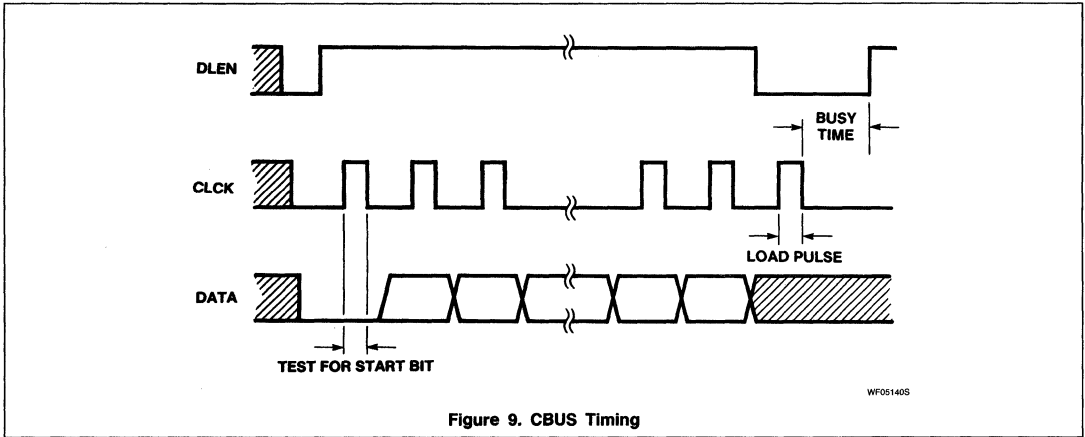 DLEN
BUSY
TIME
CLCK
LOAD PULSE
DATA
TEST FOR START BIT
WF05140S
Figure 9. CBUS Timing